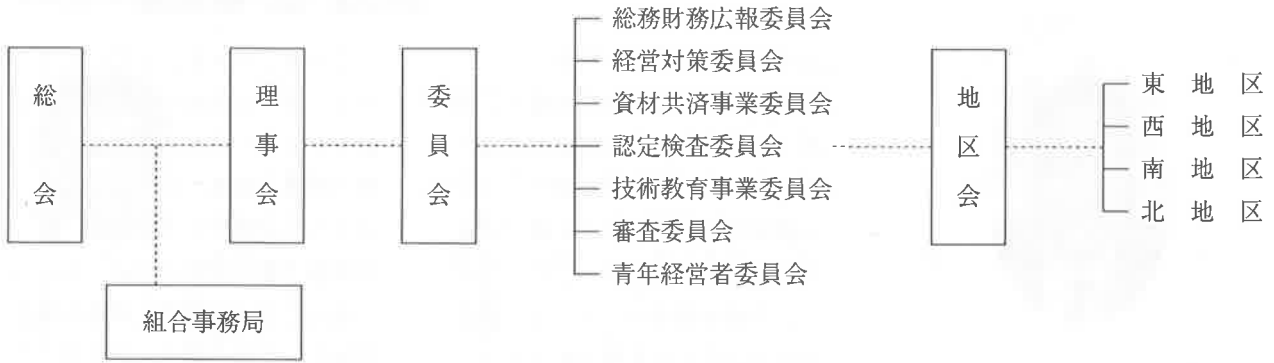 総会
理事会
委員会
総務財務広報委員会
経営対策委員会
資材共済事業委員会
認定検査委員会
技術教育事業委員会
審査委員会
青年経営者委員会
地区会
東地区
西地区
南地区
北地区
組合事務局